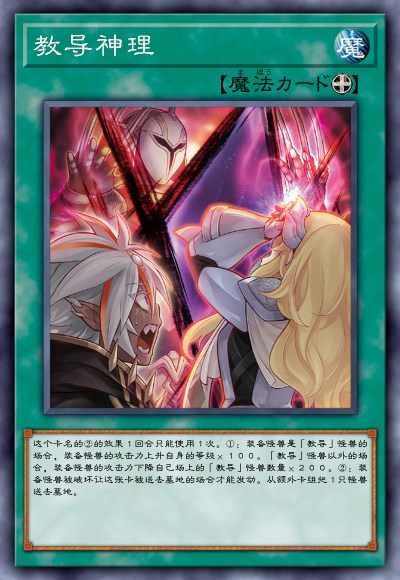 教导神理
魔
【魔法カード】
まほう
这个卡名的②的效果1回合只能使用1次。①：装备怪兽是「教导」怪兽的
场合，装备怪兽的攻击力上升自身的等级×100。「教导」怪兽以外的场
合，装备怪兽的攻击力下降自己场上的「教导」怪兽数量×200。②：装
备怪兽被破坏让这张卡被送去墓地的场合才能发动。从额外卡组把1只怪兽
送去墓地。